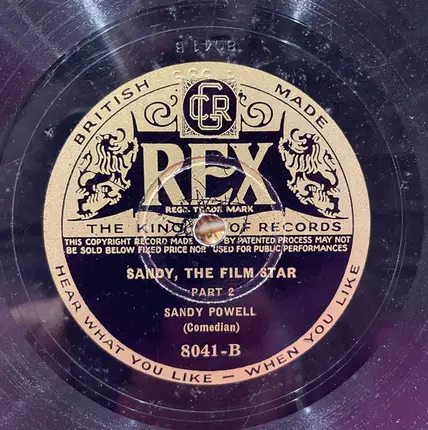 8041 B
BRITISH MADE
CCR
REX
REGD. TRADE MARK
THE KING OF RECORDS
THIS COPYRIGHT RECORD MADE BY PATENTED PROCESS MAY NOT
BE SOLD BELOW FIXED PRICE NOR USED FOR PUBLIC PERFORMANCES
SANDY, THE FILM STAR
PART 2
SANDY POWELL
(Comedian)
8041-B
HEAR WHAT YOU LIKE — WHEN YOU LIKE